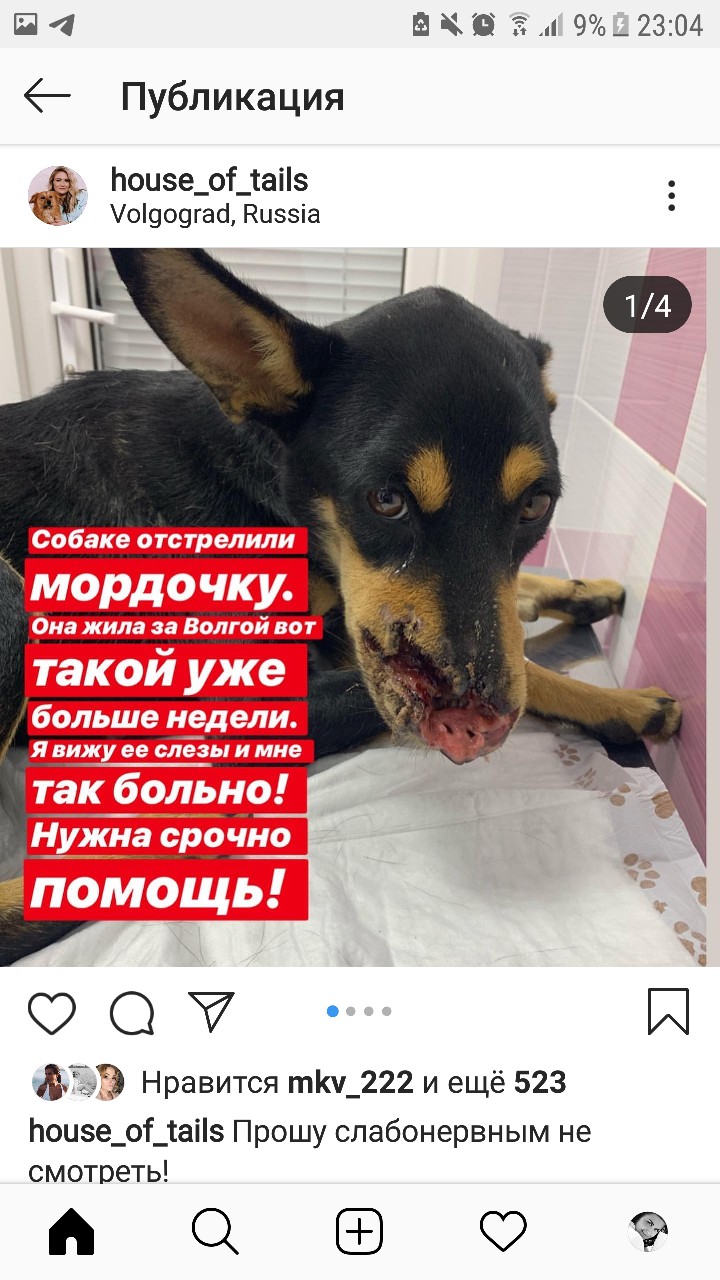 9% 23:04
Публикация
house_of_tails
Volgograd, Russia
1/4
Собаке отстрелили
мордочку.
Она жила за Волгой вот
такой уже
больше недели.
Я вижу ее слезы и мне
так больно!
Нужна срочно
помощь!
Нравится mkv_222 и ещё 523
house_of_tails Прошу слабонервным не
смотреть!